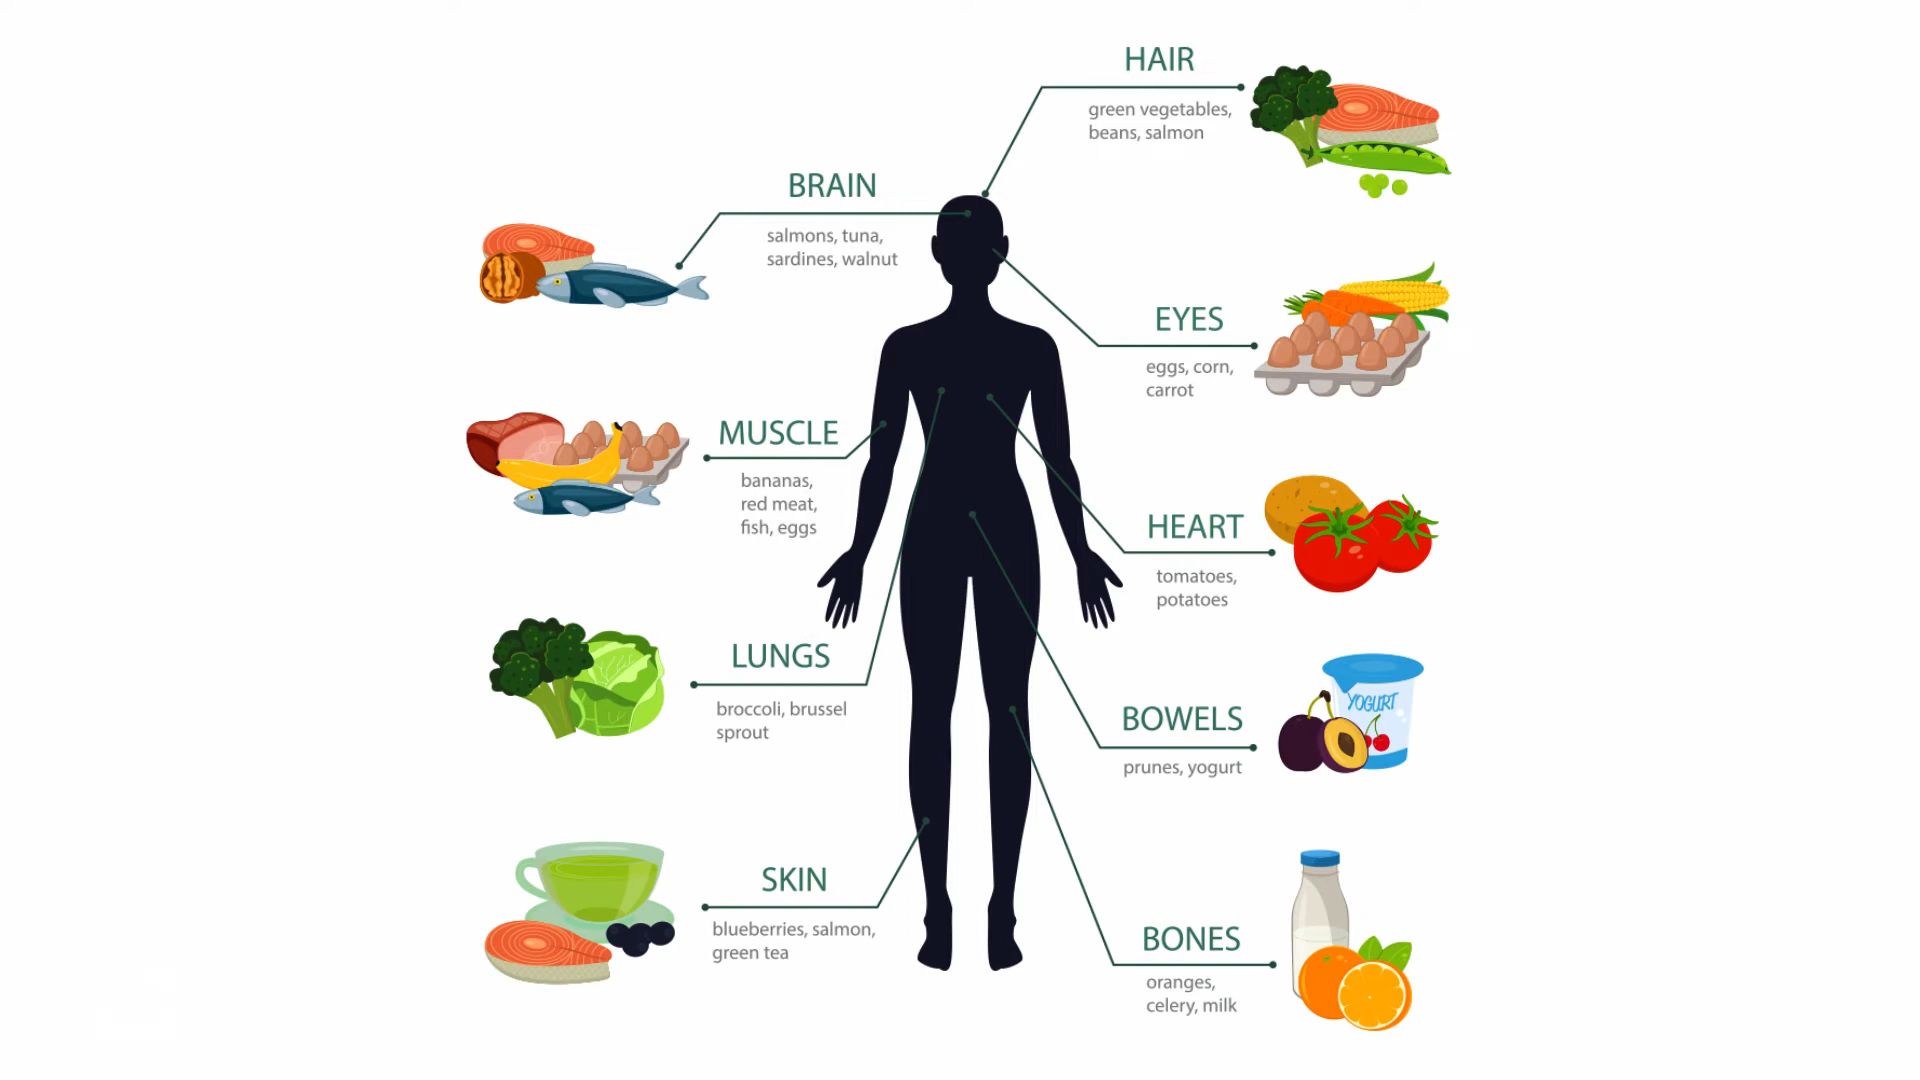 HAIR
green vegetables,
beans, salmon
BRAIN
salmons, tuna,
sardines, walnut
EYES
eggs, corn,
carrot
MUSCLE
bananas,
red meat,
fish, eggs
HEART
tomatoes,
potatoes
LUNGS
broccoli, brussel
sprout
BOWELS
prunes, yogurt
YOGURT
SKIN
blueberries, salmon,
green tea
BONES
oranges,
celery, milk